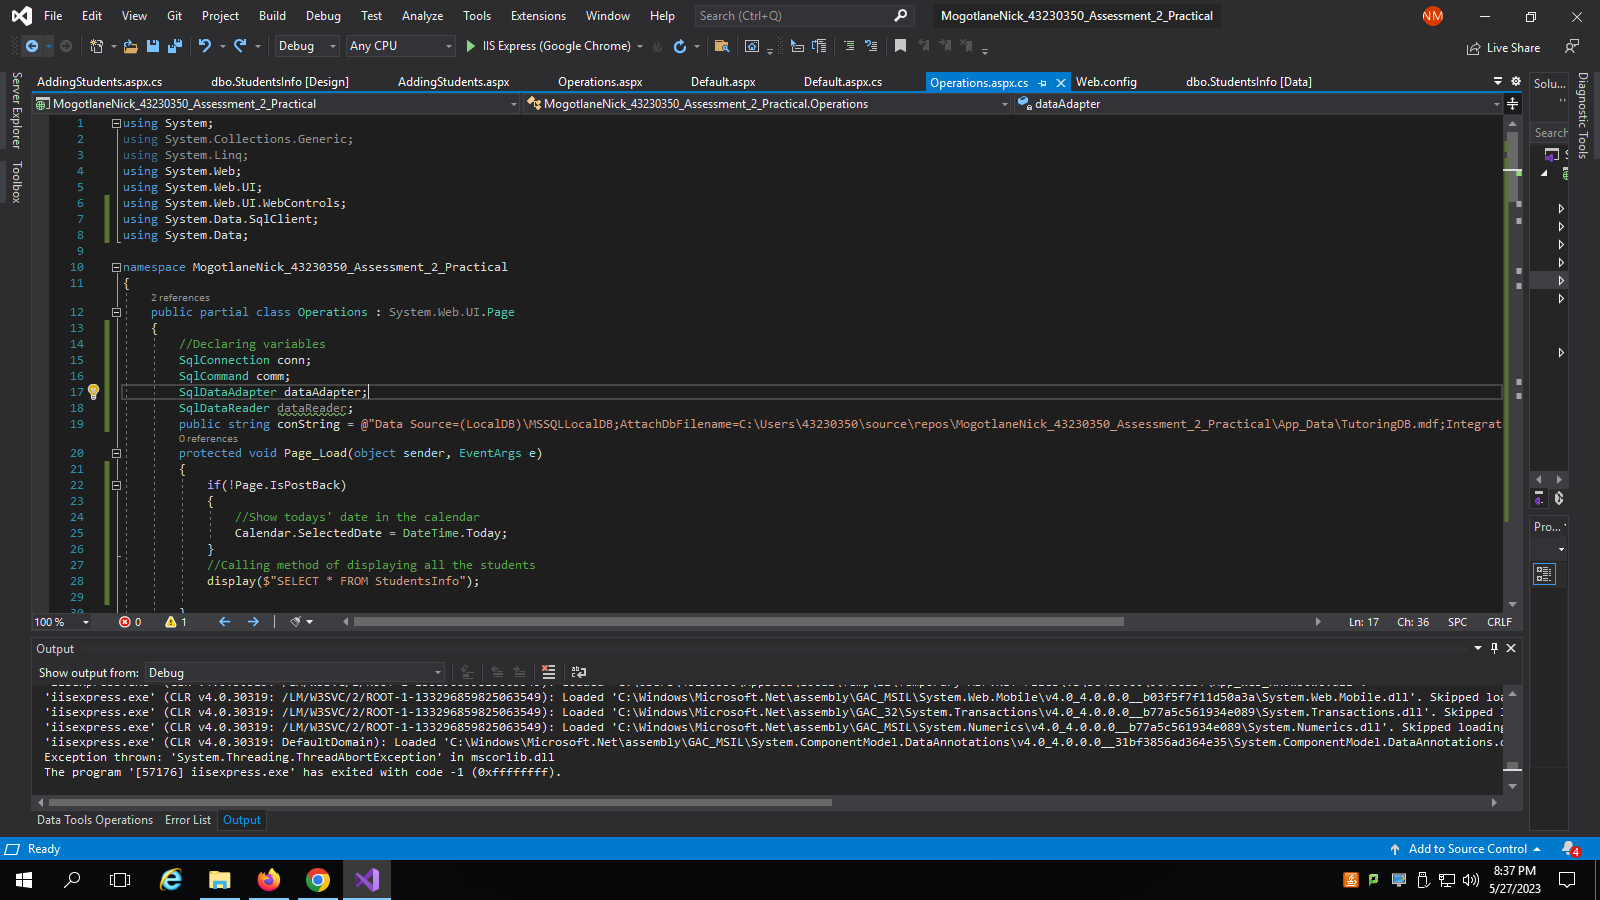 File Edit View Git Project Build Debug Test Analyze Tools Extensions Window Help Search (Ctrl+Q) MogotlaneNick_43230350_Assessment_2_Practical NM
Debug Any CPU IIS Express (Google Chrome) Live Share
AddingStudents.aspx.cs dbo.StudentsInfo [Design] AddingStudents.aspx Operations.aspx Default.aspx Default.aspx.cs Operations.aspx.cs Web.config dbo.StudentsInfo [Data]
MogotlaneNick_43230350_Assessment_2_Practical MogotlaneNick_43230350_Assessment_2_Practical.Operations dataAdapter
Server Explorer
Toolbox
1 using System;
2 using System.Collections.Generic;
3 using System.Linq;
4 using System.Web;
5 using System.Web.UI;
6 using System.Web.UI.WebControls;
7 using System.Data.SqlClient;
8 using System.Data;
9
10 namespace MogotlaneNick_43230350_Assessment_2_Practical
11 {
2 references
12 public partial class Operations : System.Web.UI.Page
13 {
14 //Declaring variables
15 SqlConnection conn;
16 SqlCommand comm;
17 SqlDataAdapter dataAdapter;
18 SqlDataReader dataReader;
19 public string conString = @"Data Source=(LocalDB)\MSSQLLocalDB;AttachDbFilename=C:\Users\43230350\source\repos\MogotlaneNick_43230350_Assessment_2_Practical\App_Data\TutoringDB.mdf;Integrat
0 references
20 protected void Page_Load(object sender, EventArgs e)
21 {
22 if(!Page.IsPostBack)
23 {
24 //Show todays' date in the calendar
25 Calendar.SelectedDate = DateTime.Today;
26 }
27 //Calling method of displaying all the students
28 display($"SELECT * FROM StudentsInfo");
29
30 }
Solu...
Search
Pro...
Diagnostic Tools
100 % 0 1 Ln: 17 Ch: 36 SPC CRLF
Output
Show output from: Debug
'iisexpress.exe' (CLR v4.0.30319: /LM/W3SVC/2/ROOT-1-133296859825063549): Loaded 'C:\Windows\Microsoft.Net\assembly\GAC_MSIL\System.Web.Mobile\v4.0_4.0.0.0__b03f5f7f11d50a3a\System.Web.Mobile.dll'. Skipped loa
'iisexpress.exe' (CLR v4.0.30319: /LM/W3SVC/2/ROOT-1-133296859825063549): Loaded 'C:\Windows\Microsoft.Net\assembly\GAC_32\System.Transactions\v4.0_4.0.0.0__b77a5c561934e089\System.Transactions.dll'. Skipped l
'iisexpress.exe' (CLR v4.0.30319: /LM/W3SVC/2/ROOT-1-133296859825063549): Loaded 'C:\Windows\Microsoft.Net\assembly\GAC_MSIL\System.Numerics\v4.0_4.0.0.0__b77a5c561934e089\System.Numerics.dll'. Skipped loading
'iisexpress.exe' (CLR v4.0.30319: DefaultDomain): Loaded 'C:\Windows\Microsoft.Net\assembly\GAC_MSIL\System.ComponentModel.DataAnnotations\v4.0_4.0.0.0__31bf3856ad364e35\System.ComponentModel.DataAnnotations.d
Exception thrown: 'System.Threading.ThreadAbortException' in mscorlib.dll
The program '[57176] iisexpress.exe' has exited with code -1 (0xffffffff).
Data Tools Operations Error List Output
Ready Add to Source Control 4
8:37 PM
5/27/2023